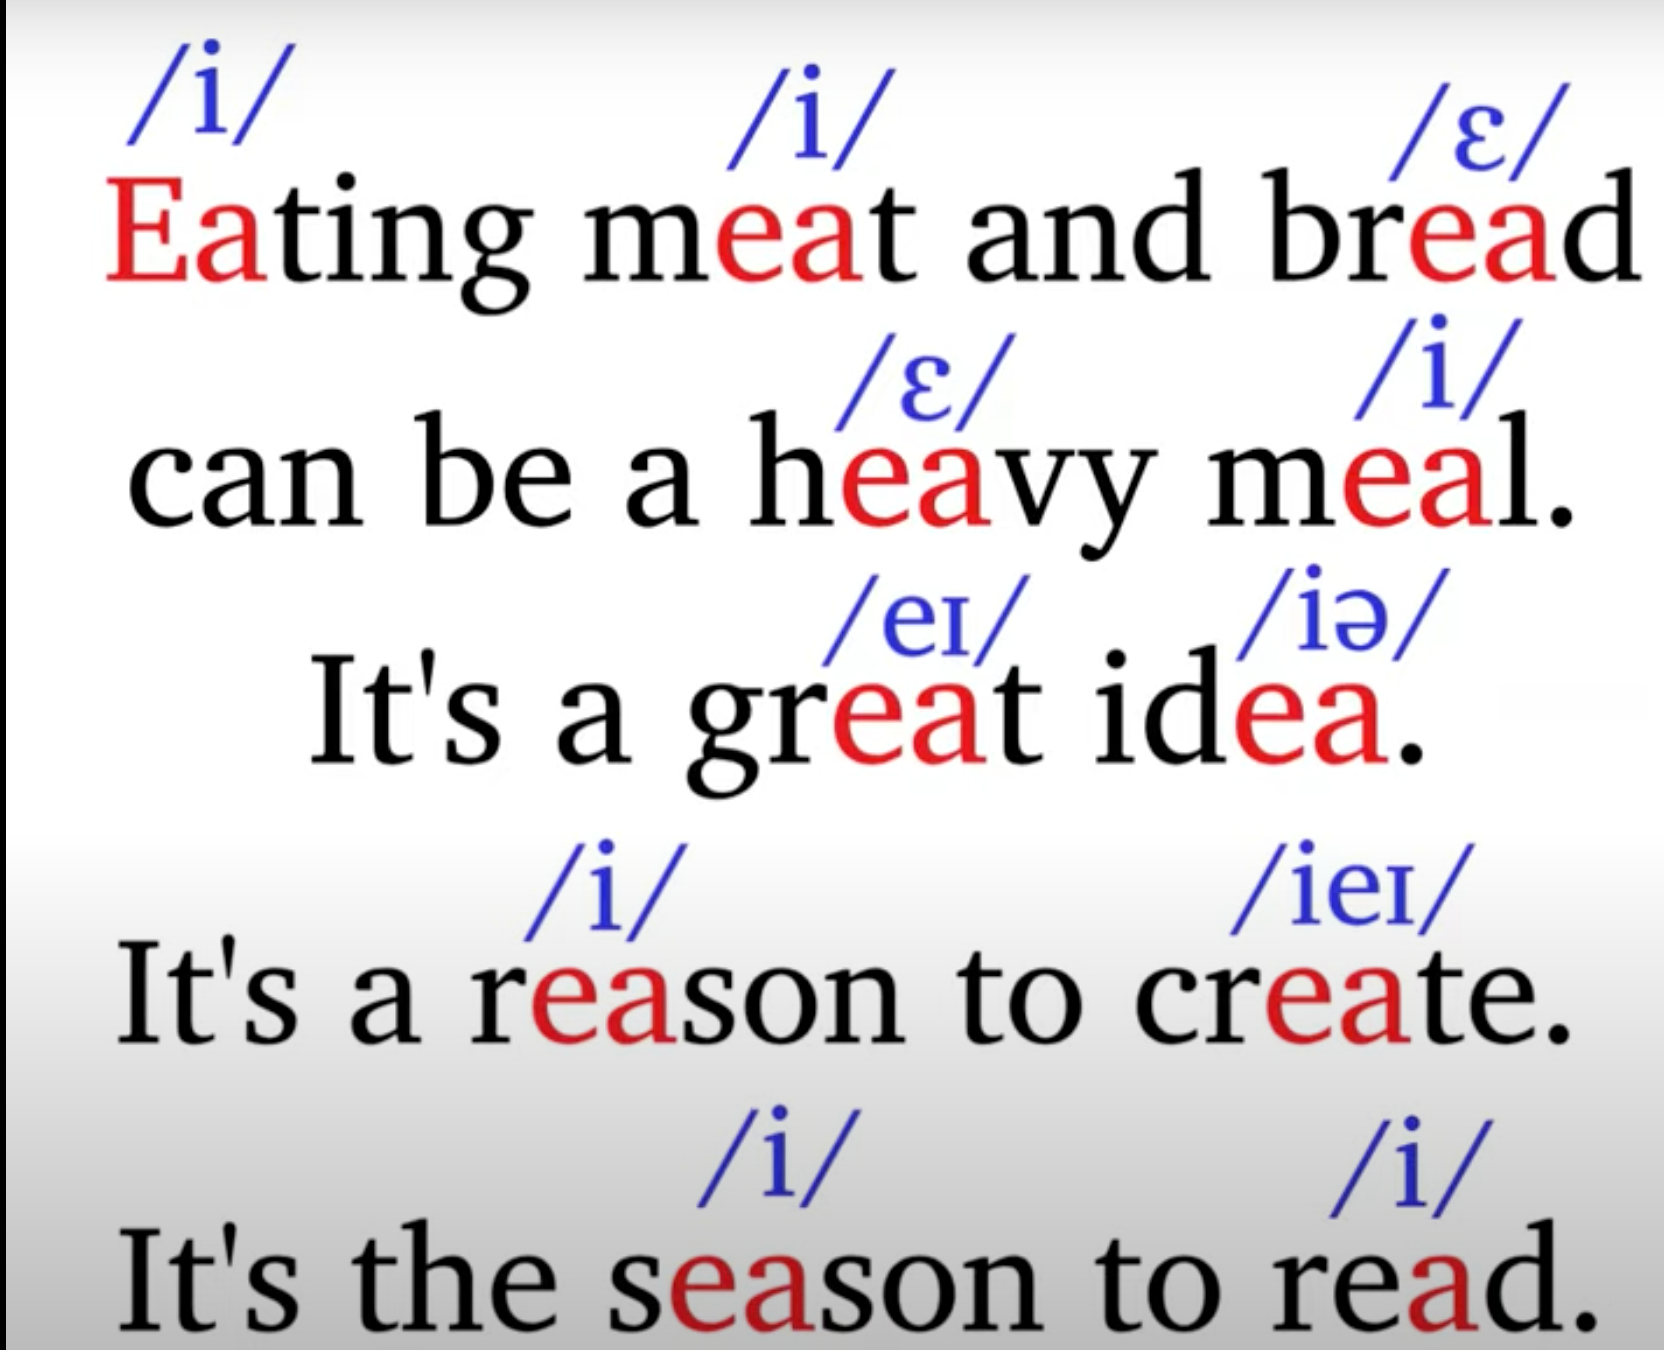 /i/ /i/ /ɛ/
Eating meat and bread
/ɛ/ /i/
can be a heavy meal.
/eɪ/ /iə/
It's a great idea.
/i/ /ieɪ/
It's a reason to create.
/i/ /i/
It's the season to read.